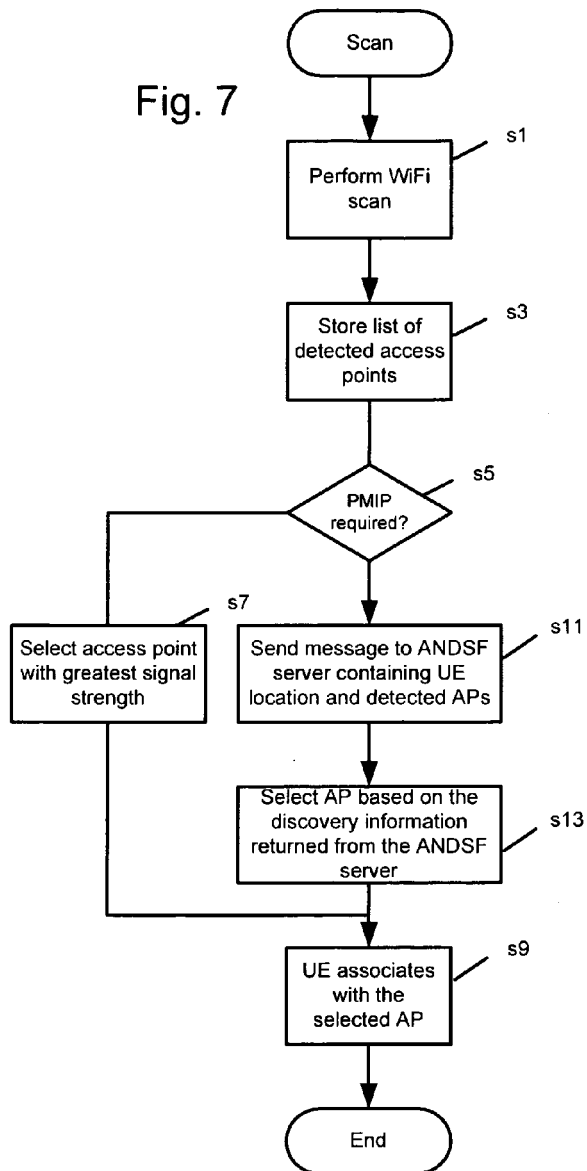 Scan
Fig. 7
s1
Perform WiFi
scan
s3
Store list of
detected access
points
s5
PMIP
required?
s7
Select access point
with greatest signal
strength
s11
Send message to ANDSF
server containing UE
location and detected APs
Select AP based on the
discovery information
returned from the ANDSF
server
s13
s9
UE associates
with the
selected AP
End